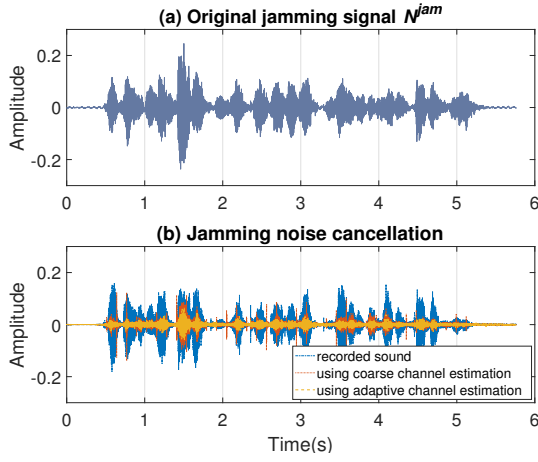 (a) Original jamming signal N^jam
0.2
0
-0.2
Amplitude
0 1 2 3 4 5 6
(b) Jamming noise cancellation
0.2
0
-0.2
Amplitude
recorded sound
using coarse channel estimation
using adaptive channel estimation
0 1 2 3 4 5 6
Time(s)